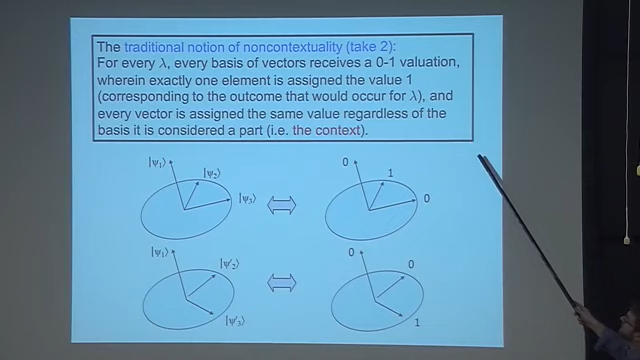 The traditional notion of noncontextuality (take 2):
For every λ, every basis of vectors receives a 0-1 valuation,
wherein exactly one element is assigned the value 1
(corresponding to the outcome that would occur for λ), and
every vector is assigned the same value regardless of the
basis it is considered a part (i.e. the context).
|ψ₁⟩ |ψ₂⟩ |ψ₃⟩ 0 1 0
|ψ₁⟩ |ψ'₂⟩ |ψ'₃⟩ 0 0 1